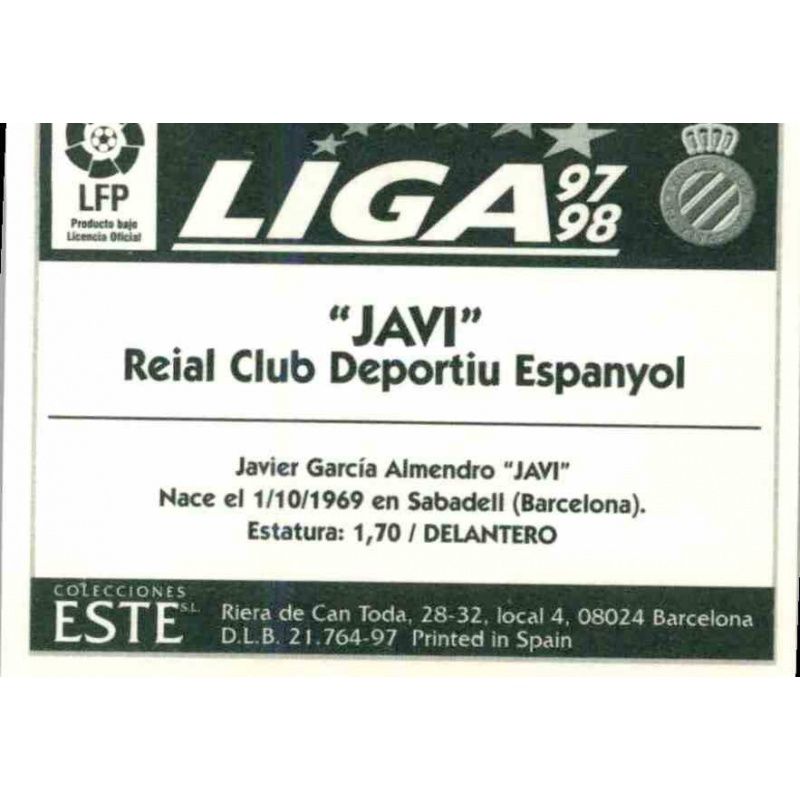 LFP
Producto bajo
Licencia Oficial
LIGA 97 98
“JAVI”
Reial Club Deportiu Espanyol
Javier García Almendro “JAVI”
Nace el 1/10/1969 en Sabadell (Barcelona).
Estatura: 1,70 / DELANTERO
COLECCIONES
ESTE S.L.
Riera de Can Toda, 28-32, local 4, 08024 Barcelona
D.L.B. 21.764-97 Printed in Spain